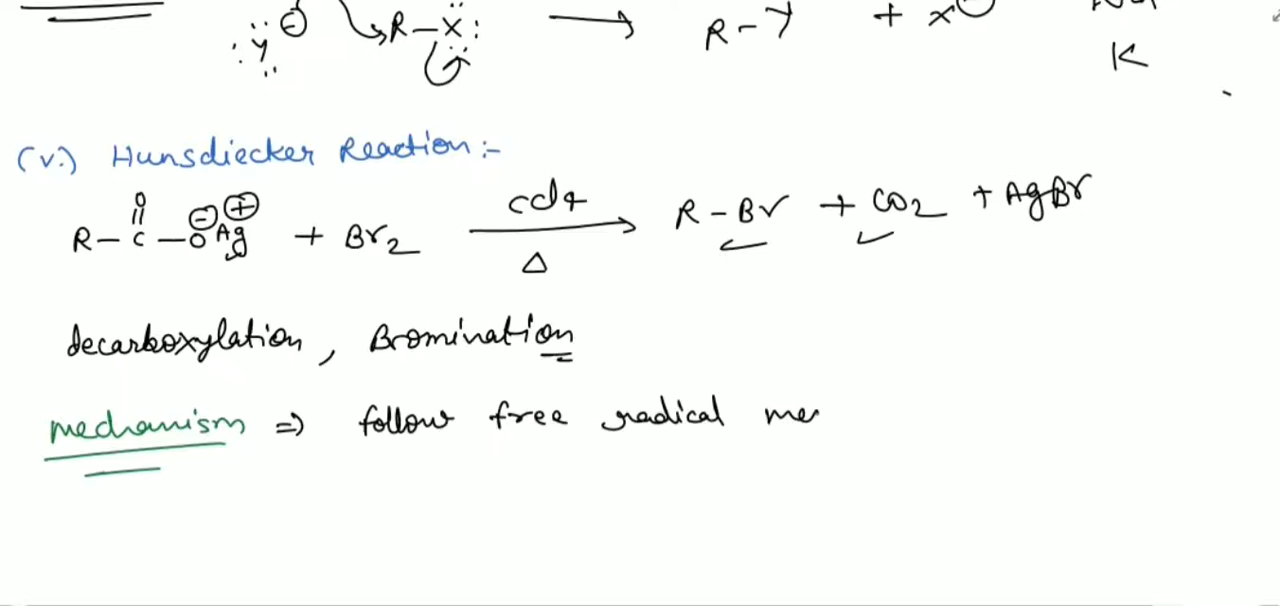 :Ÿ: ⊖ R–X: ⟶ R–Y + X⊖
K
(v.) Hunsdiecker Reaction :-
R–C(=O)–O⊖ Ag⊕ + Br2 —CCl4/Δ→ R–Br + CO2 + AgBr
decarboxylation, Bromination
mechanism ⇒ follow free radical me